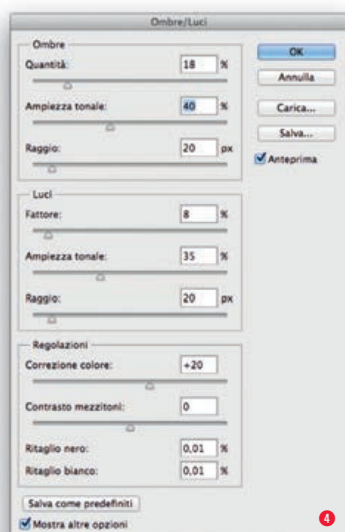 Ombre/Luci
Ombre
Quantità: 18 %
Ampiezza tonale: 40 %
Raggio: 20 px
Luci
Fattore: 8 %
Ampiezza tonale: 35 %
Raggio: 20 px
Regolazioni
Correzione colore: +20
Contrasto mezzitoni: 0
Ritaglio nero: 0,01 %
Ritaglio bianco: 0,01 %
Salva come predefiniti
Mostra altre opzioni
OK
Annulla
Carica...
Salva...
Anteprima
4